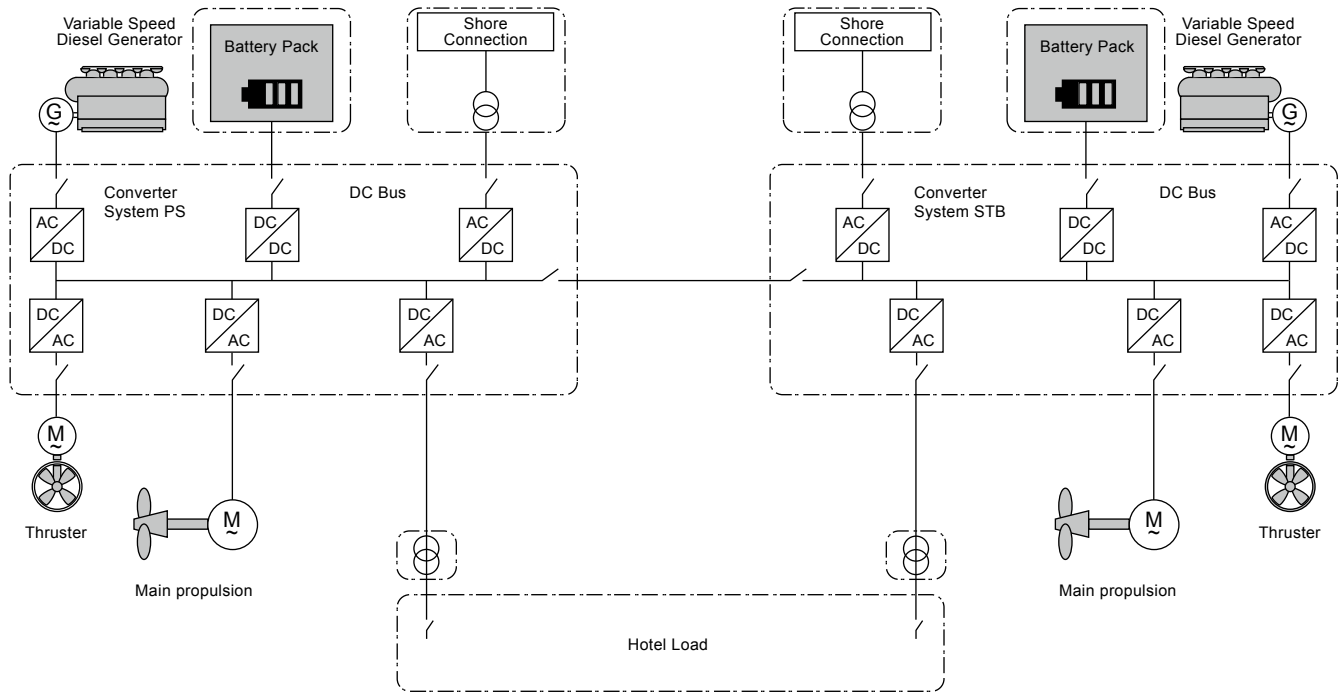 Variable Speed
Diesel Generator
Battery Pack
Shore
Connection
Shore
Connection
Battery Pack
Variable Speed
Diesel Generator
G
~
G
~
Converter
System PS
DC Bus
Converter
System STB
DC Bus
AC
DC
DC
DC
AC
DC
AC
DC
DC
DC
AC
DC
DC
AC
DC
AC
DC
AC
DC
AC
DC
AC
DC
AC
M
~
M
~
M
~
M
~
Thruster
Thruster
Main propulsion
Main propulsion
Hotel Load